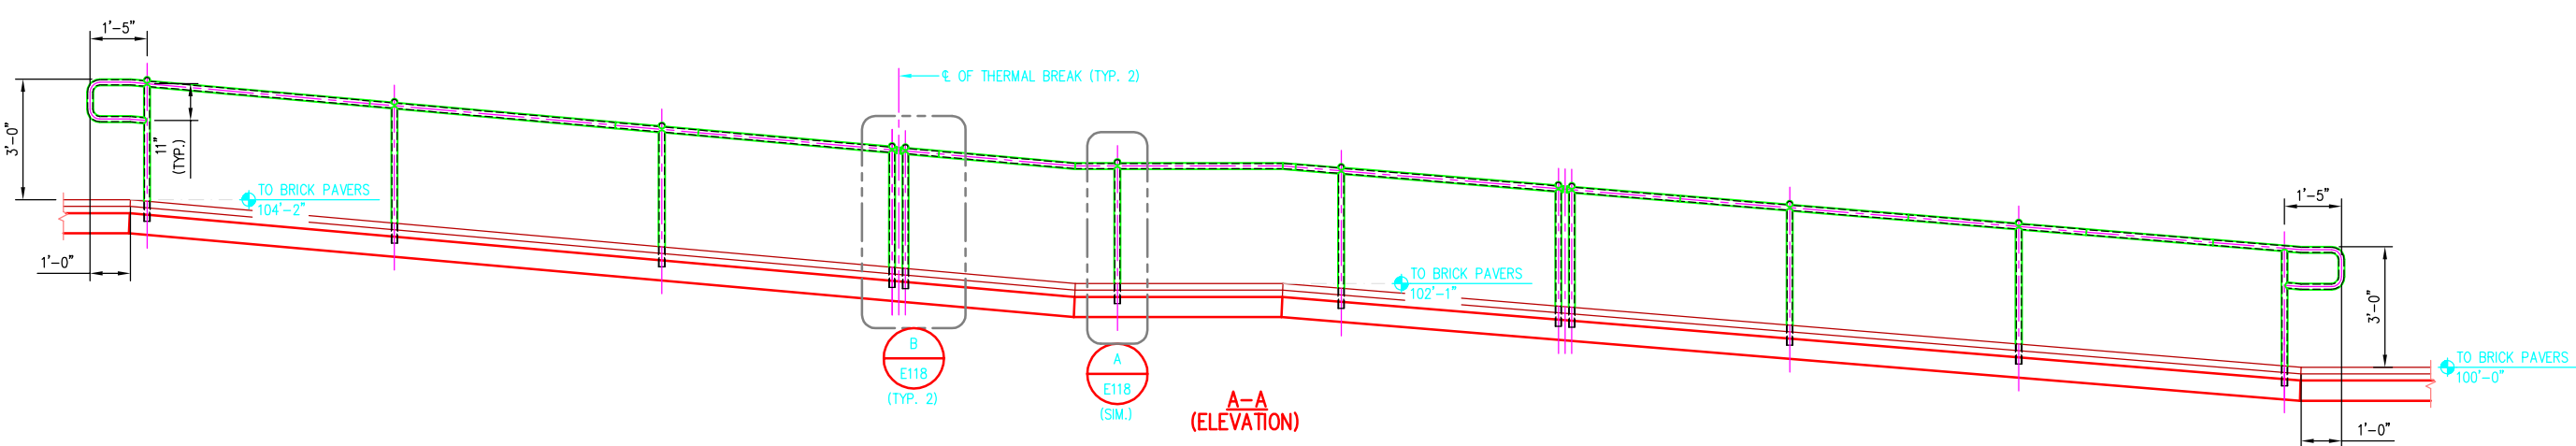 1'-5"
℄ OF THERMAL BREAK (TYP. 2)
3'-0"
11"
(TYP.)
TO BRICK PAVERS
104'-2"
1'-0"
TO BRICK PAVERS
102'-1"
1'-5"
3'-0"
TO BRICK PAVERS
100'-0"
B
E118
(TYP. 2)
A
E118
(SIM.)
A-A
(ELEVATION)
1'-0"